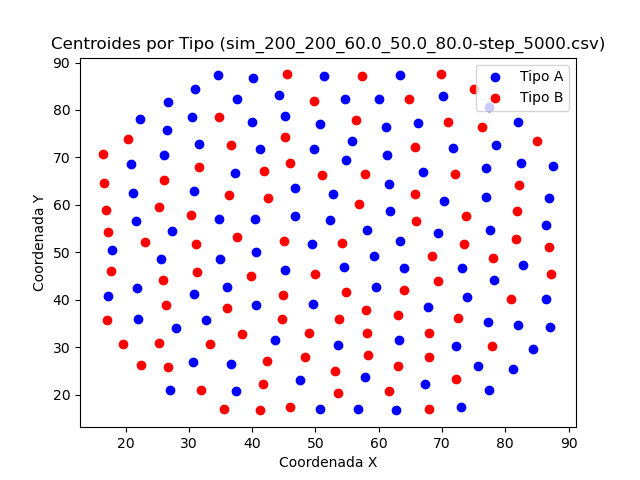 Centroides por Tipo (sim_200_200_60.0_50.0_80.0-step_5000.csv)
Tipo A
Tipo B
90
80
70
60
50
40
30
20
Coordenada Y
20 30 40 50 60 70 80 90
Coordenada X